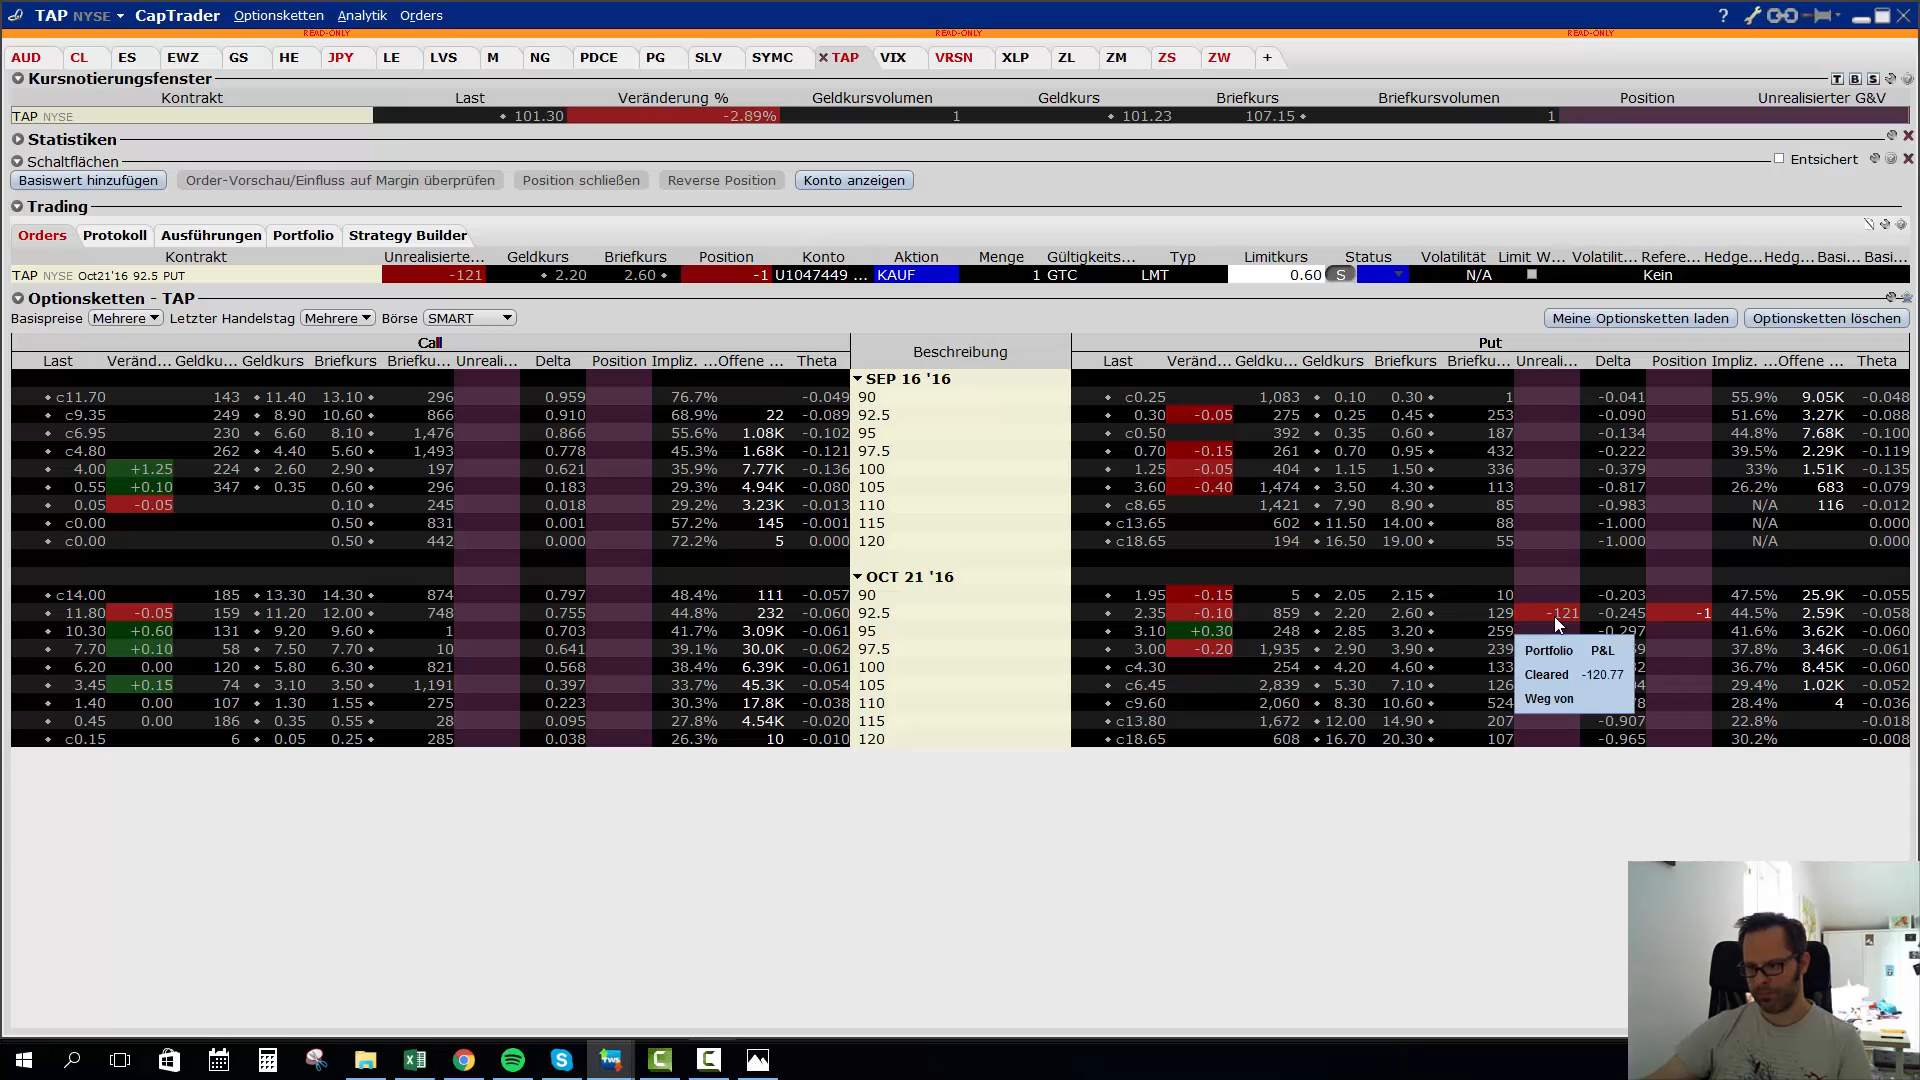 TAP NYSE CapTrader Optionsketten Analytik Orders ?
READ-ONLY READ-ONLY READ-ONLY
AUD CL ES EWZ GS HE JPY LE LVS M NG PDCE PG SLV SYMC TAP VIX VRSN XLP ZL ZM ZS ZW +
Kursnotierungsfenster T B S
Kontrakt Last Veränderung % Geldkursvolumen Geldkurs Briefkurs Briefkursvolumen Position Unrealisierter G&V
TAP NYSE 101.30 -2.89% 1 101.23 107.15 1
Statistiken
Schaltflächen Entsichert
Basiswert hinzufügen Order-Vorschau/Einfluss auf Margin überprüfen Position schließen Reverse Position Konto anzeigen
Trading
Orders Protokoll Ausführungen Portfolio Strategy Builder
Kontrakt Unrealisierte... Geldkurs Briefkurs Position Konto Aktion Menge Gültigkeits... Typ Limitkurs Status Volatilität Limit W... Volatilit... Refere... Hedge... Hedg... Basi... Basi...
TAP NYSE Oct21'16 92.5 PUT -121 2.20 2.60 -1 U1047449 ... KAUF 1 GTC LMT 0.60 S N/A Kein
Optionsketten - TAP
Basispreise Mehrere Letzter Handelstag Mehrere Börse SMART Meine Optionsketten laden Optionsketten löschen
Call Beschreibung Put
Last Veränd... Geldku... Geldkurs Briefkurs Briefku... Unreali... Delta Position Impliz. ... Offene ... Theta Last Veränd... Geldku... Geldkurs Briefkurs Briefku... Unreali... Delta Position Impliz. ... Offene ... Theta
SEP 16 '16
c11.70 143 11.40 13.10 296 0.959 76.7% -0.049 90 c0.25 1,083 0.10 0.30 1 -0.041 55.9% 9.05K -0.048
c9.35 249 8.90 10.60 866 0.910 68.9% 22 -0.089 92.5 0.30 -0.05 275 0.25 0.45 253 -0.090 51.6% 3.27K -0.088
c6.95 230 6.60 8.10 1,476 0.866 55.6% 1.08K -0.102 95 c0.50 392 0.35 0.60 187 -0.134 44.8% 7.68K -0.100
c4.80 262 4.40 5.60 1,493 0.778 45.3% 1.68K -0.121 97.5 0.70 -0.15 261 0.70 0.95 432 -0.222 39.5% 2.29K -0.119
4.00 +1.25 224 2.60 2.90 197 0.621 35.9% 7.77K -0.136 100 1.25 -0.05 404 1.15 1.50 336 -0.379 33% 1.51K -0.135
0.55 +0.10 347 0.35 0.60 296 0.183 29.3% 4.94K -0.080 105 3.60 -0.40 1,474 3.50 4.30 113 -0.817 26.2% 683 -0.079
0.05 -0.05 0.10 245 0.018 29.2% 3.23K -0.013 110 c8.65 1,421 7.90 8.90 85 -0.983 N/A 116 -0.012
c0.00 0.50 831 0.001 57.2% 145 -0.001 115 c13.65 602 11.50 14.00 88 -1.000 N/A 0.000
c0.00 0.50 442 0.000 72.2% 5 0.000 120 c18.65 194 16.50 19.00 55 -1.000 N/A 0.000
OCT 21 '16
c14.00 185 13.30 14.30 874 0.797 48.4% 111 -0.057 90 1.95 -0.15 5 2.05 2.15 10 -0.203 47.5% 25.9K -0.055
11.80 -0.05 159 11.20 12.00 748 0.755 44.8% 232 -0.060 92.5 2.35 -0.10 859 2.20 2.60 129 -121 -0.245 -1 44.5% 2.59K -0.058
10.30 +0.60 131 9.20 9.60 1 0.703 41.7% 3.09K -0.061 95 3.10 +0.30 248 2.85 3.20 259 -0.297 41.6% 3.62K -0.060
7.70 +0.10 58 7.50 7.70 10 0.641 39.1% 30.0K -0.062 97.5 3.00 -0.20 1,935 2.90 3.90 239 37.8% 3.46K -0.061
6.20 0.00 120 5.80 6.30 821 0.568 38.4% 6.39K -0.061 100 c4.30 254 4.20 4.60 133 36.7% 8.45K -0.060
3.45 +0.15 74 3.10 3.50 1,191 0.397 33.7% 45.3K -0.054 105 c6.45 2,839 5.30 7.10 126 29.4% 1.02K -0.052
1.40 0.00 107 1.30 1.55 275 0.223 30.3% 17.8K -0.038 110 c9.60 2,060 8.30 10.60 524 28.4% 4 -0.036
0.45 0.00 186 0.35 0.55 28 0.095 27.8% 4.54K -0.020 115 c13.80 1,672 12.00 14.90 207 -0.907 22.8% -0.018
c0.15 6 0.05 0.25 285 0.038 26.3% 10 -0.010 120 c18.65 608 16.70 20.30 107 -0.965 30.2% -0.008
Portfolio P&L
Cleared -120.77
Weg von